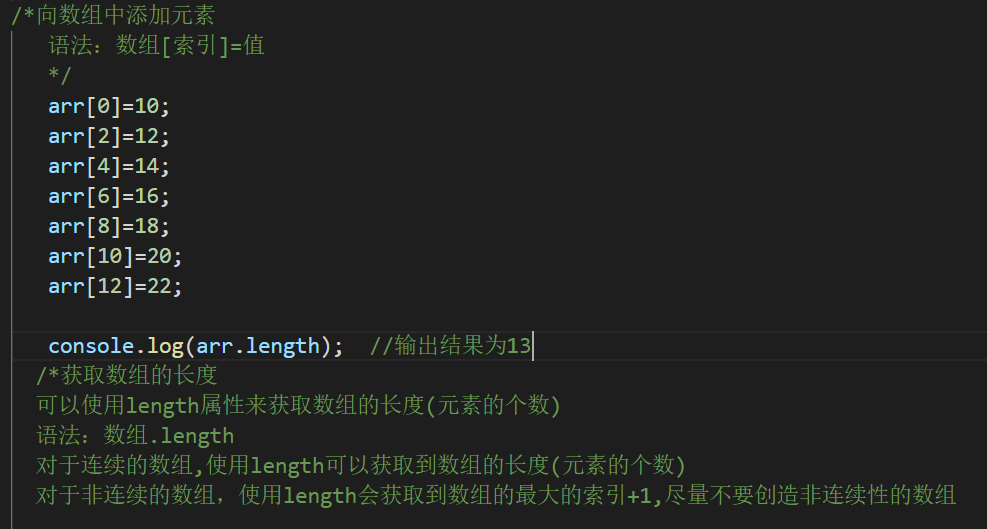 /*向数组中添加元素
语法：数组[索引]=值
*/
arr[0]=10;
arr[2]=12;
arr[4]=14;
arr[6]=16;
arr[8]=18;
arr[10]=20;
arr[12]=22;
console.log(arr.length);  //输出结果为13
/*获取数组的长度
可以使用length属性来获取数组的长度(元素的个数)
语法：数组.length
对于连续的数组,使用length可以获取到数组的长度(元素的个数)
对于非连续的数组，使用length会获取到数组的最大的索引+1,尽量不要创造非连续性的数组